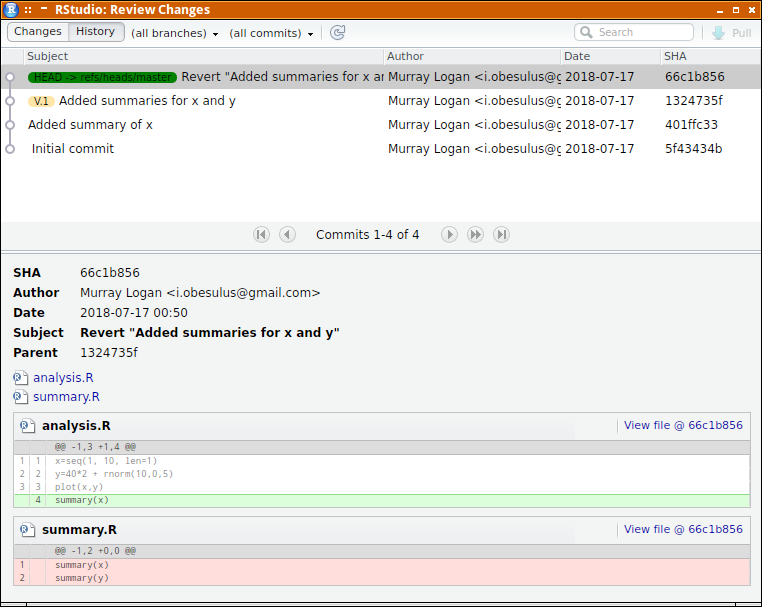 RStudio: Review Changes
Changes History (all branches) (all commits) Search Pull
Subject Author Date SHA
HEAD -> refs/heads/master Revert "Added summaries for x ar Murray Logan <i.obesulus@g 2018-07-17 66c1b856
V.1 Added summaries for x and y Murray Logan <i.obesulus@g 2018-07-17 1324735f
Added summary of x Murray Logan <i.obesulus@g 2018-07-17 401ffc33
Initial commit Murray Logan <i.obesulus@g 2018-07-17 5f43434b
Commits 1-4 of 4
SHA 66c1b856
Author Murray Logan <i.obesulus@gmail.com>
Date 2018-07-17 00:50
Subject Revert "Added summaries for x and y"
Parent 1324735f
analysis.R
summary.R
analysis.R View file @ 66c1b856
@@ -1,3 +1,4 @@
1 1 x=seq(1, 10, len=1)
2 2 y=40*2 + rnorm(10,0,5)
3 3 plot(x,y)
4 summary(x)
summary.R View file @ 66c1b856
@@ -1,2 +0,0 @@
1 summary(x)
2 summary(y)